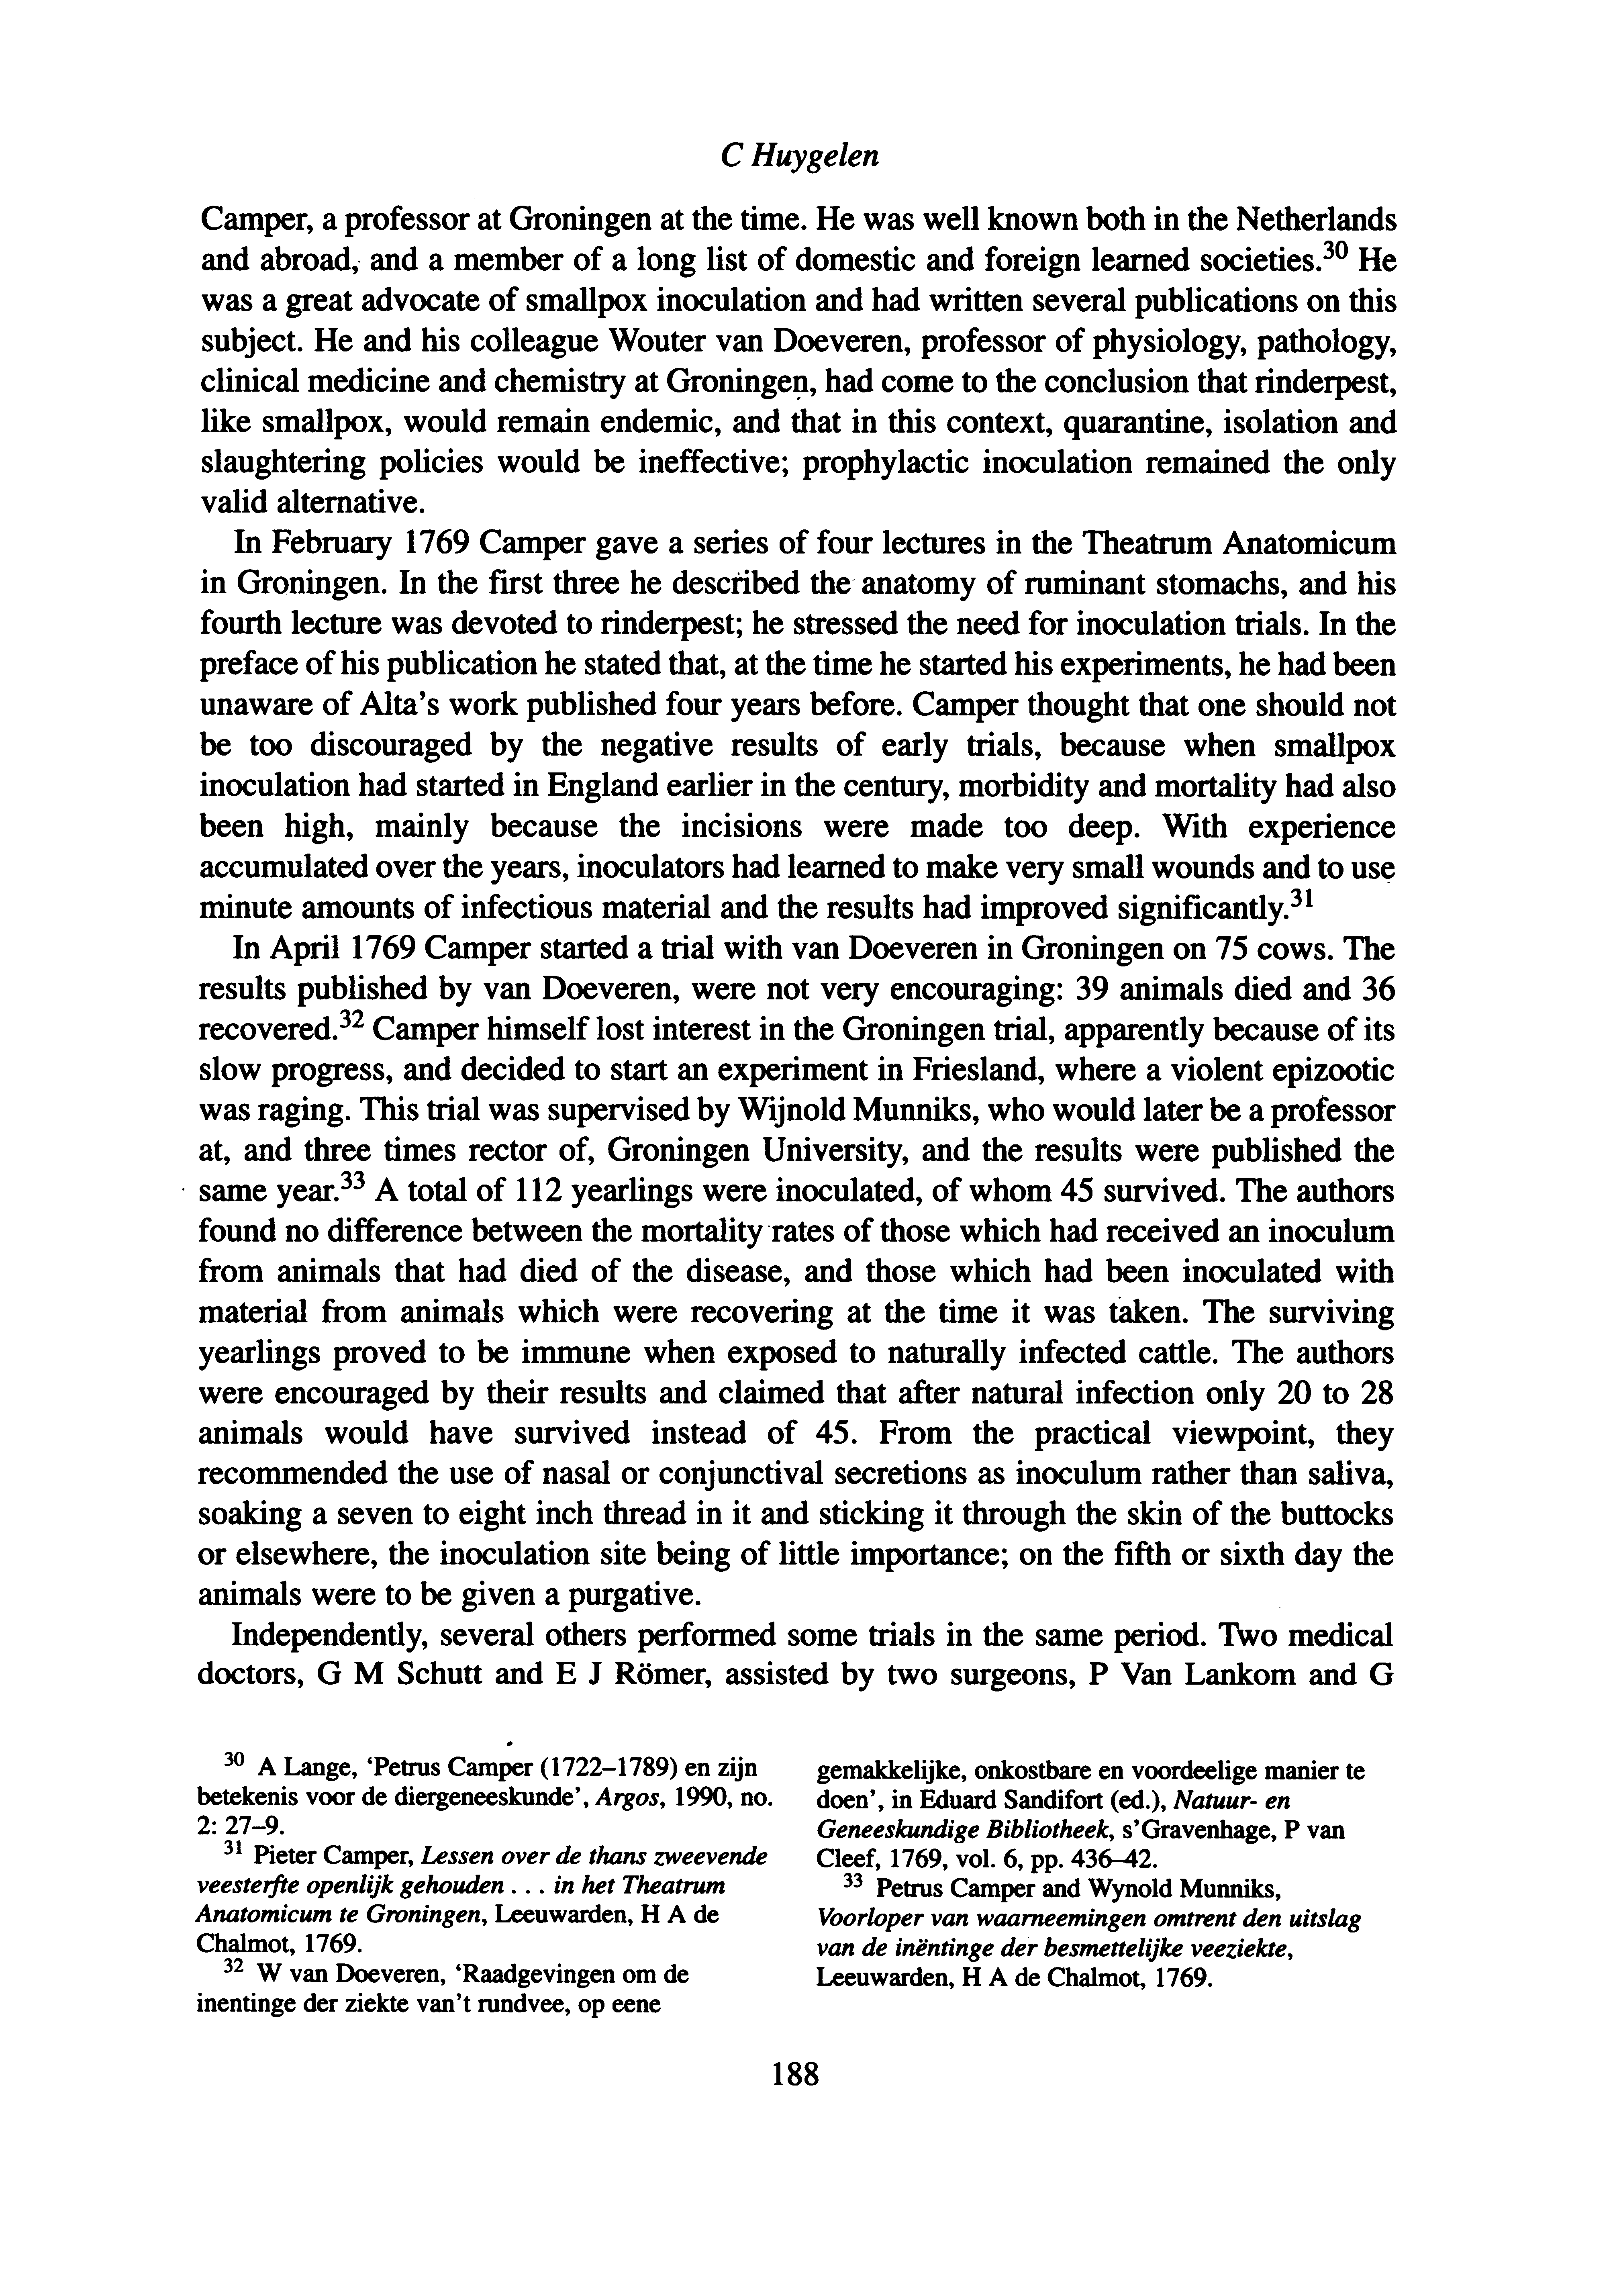 C Huygelen
Camper, a professor at Groningen at the time. He was well known both in the Netherlands
and abroad, and a member of a long list of domestic and foreign learned societies.30 He
was a great advocate of smallpox inoculation and had written several publications on this
subject. He and his colleague Wouter van Doeveren, professor of physiology, pathology,
clinical medicine and chemistry at Groningen, had come to the conclusion that rinderpest,
like smallpox, would remain endemic, and that in this context, quarantine, isolation and
slaughtering policies would be ineffective; prophylactic inoculation remained the only
valid alternative.
In February 1769 Camper gave a series of four lectures in the Theatrum Anatomicum
in Groningen. In the first three he described the anatomy of ruminant stomachs, and his
fourth lecture was devoted to rinderpest; he stressed the need for inoculation trials. In the
preface of his publication he stated that, at the time he started his experiments, he had been
unaware of Alta's work published four years before. Camper thought that one should not
be too discouraged by the negative results of early trials, because when smallpox
inoculation had started in England earlier in the century, morbidity and mortality had also
been high, mainly because the incisions were made too deep. With experience
accumulated over the years, inoculators had learned to make very small wounds and to use
minute amounts of infectious material and the results had improved significantly.31
In April 1769 Camper started a trial with van Doeveren in Groningen on 75 cows. The
results published by van Doeveren, were not very encouraging: 39 animals died and 36
recovered.32 Camper himself lost interest in the Groningen trial, apparently because of its
slow progress, and decided to start an experiment in Friesland, where a violent epizootic
was raging. This trial was supervised by Wijnold Munniks, who would later be a professor
at, and three times rector of, Groningen University, and the results were published the
same year.33 A total of 112 yearlings were inoculated, of whom 45 survived. The authors
found no difference between the mortality rates of those which had received an inoculum
from animals that had died of the disease, and those which had been inoculated with
material from animals which were recovering at the time it was taken. The surviving
yearlings proved to be immune when exposed to naturally infected cattle. The authors
were encouraged by their results and claimed that after natural infection only 20 to 28
animals would have survived instead of 45. From the practical viewpoint, they
recommended the use of nasal or conjunctival secretions as inoculum rather than saliva,
soaking a seven to eight inch thread in it and sticking it through the skin of the buttocks
or elsewhere, the inoculation site being of little importance; on the fifth or sixth day the
animals were to be given a purgative.
Independently, several others performed some trials in the same period. Two medical
doctors, G M Schutt and E J Römer, assisted by two surgeons, P Van Lankom and G
30 A Lange, 'Petrus Camper (1722–1789) en zijn
betekenis voor de diergeneeskunde', Argos, 1990, no.
2: 27–9.
31 Pieter Camper, Lessen over de thans zweevende
veesterfte openlijk gehouden . . . in het Theatrum
Anatomicum te Groningen, Leeuwarden, H A de
Chalmot, 1769.
32 W van Doeveren, 'Raadgevingen om de
inentinge der ziekte van't rundvee, op eene
gemakkelijke, onkostbare en voordeelige manier te
doen', in Eduard Sandifort (ed.), Natuur- en
Geneeskundige Bibliotheek, s'Gravenhage, P van
Cleef, 1769, vol. 6, pp. 436–42.
33 Petrus Camper and Wynold Munniks,
Voorloper van waarneemingen omtrent den uitslag
van de inëntinge der besmettelijke veeziekte,
Leeuwarden, H A de Chalmot, 1769.
188